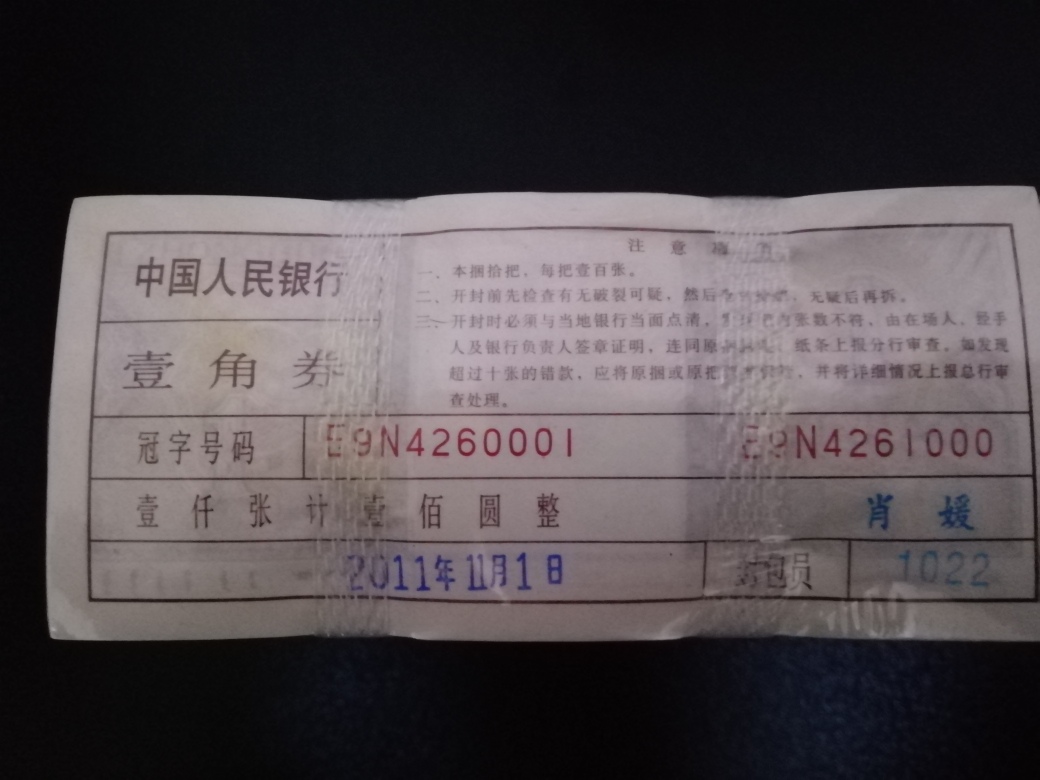 中国人民银行
壹角券
注意
一、本捆拾把，每把壹百张。
二、开封前先检查有无破裂可疑，然后 无疑后再拆。
三、开封时必须与当地银行当面点清，张数不符，由在场人、经手
人及银行负责人签章证明，连同原 纸条上报分行审查。如发现
超过十张的错款，应将原捆或原把 并将详细情况上报总行审
查处理。
冠字号码 E9N4260001 E9N4261000
壹仟张计壹佰圆整 肖媛
2011年11月1日 封包员 1022